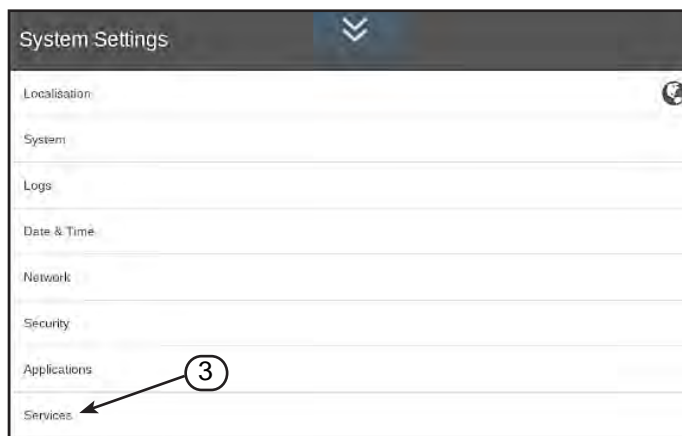 System Settings
Localisation
System
Logs
Date & Time
Network
Security
Applications
3
Services